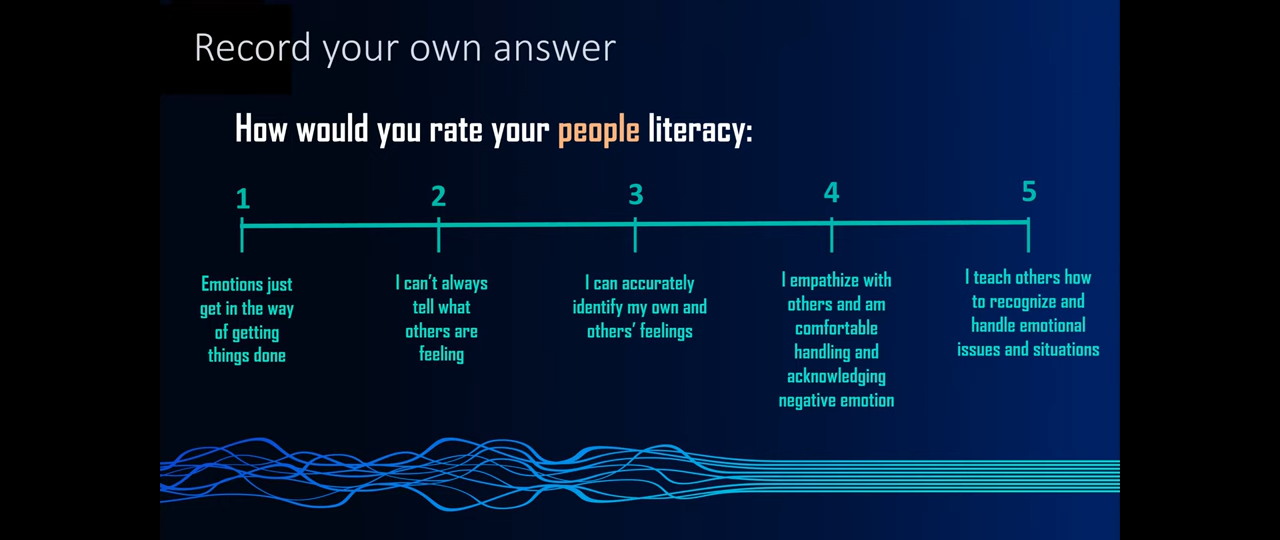 Record your own answer
How would you rate your people literacy:
1
2
3
4
5
Emotions just
get in the way
of getting
things done
I can't always
tell what
others are
feeling
I can accurately
identify my own and
others' feelings
I empathize with
others and am
comfortable
handling and
acknowledging
negative emotion
I teach others how
to recognize and
handle emotional
issues and situations